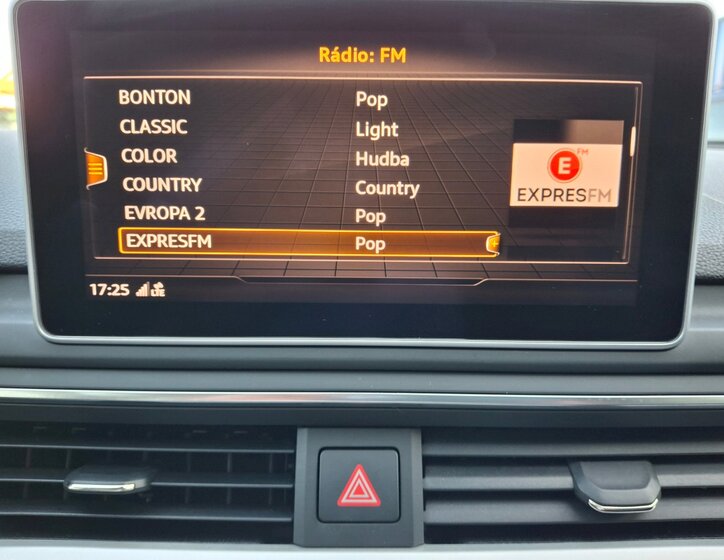 Rádio: FM
BONTON Pop
CLASSIC Light
COLOR Hudba
COUNTRY Country
EVROPA 2 Pop
EXPRESFM Pop
E FM
EXPRESFM
17:25 LTE